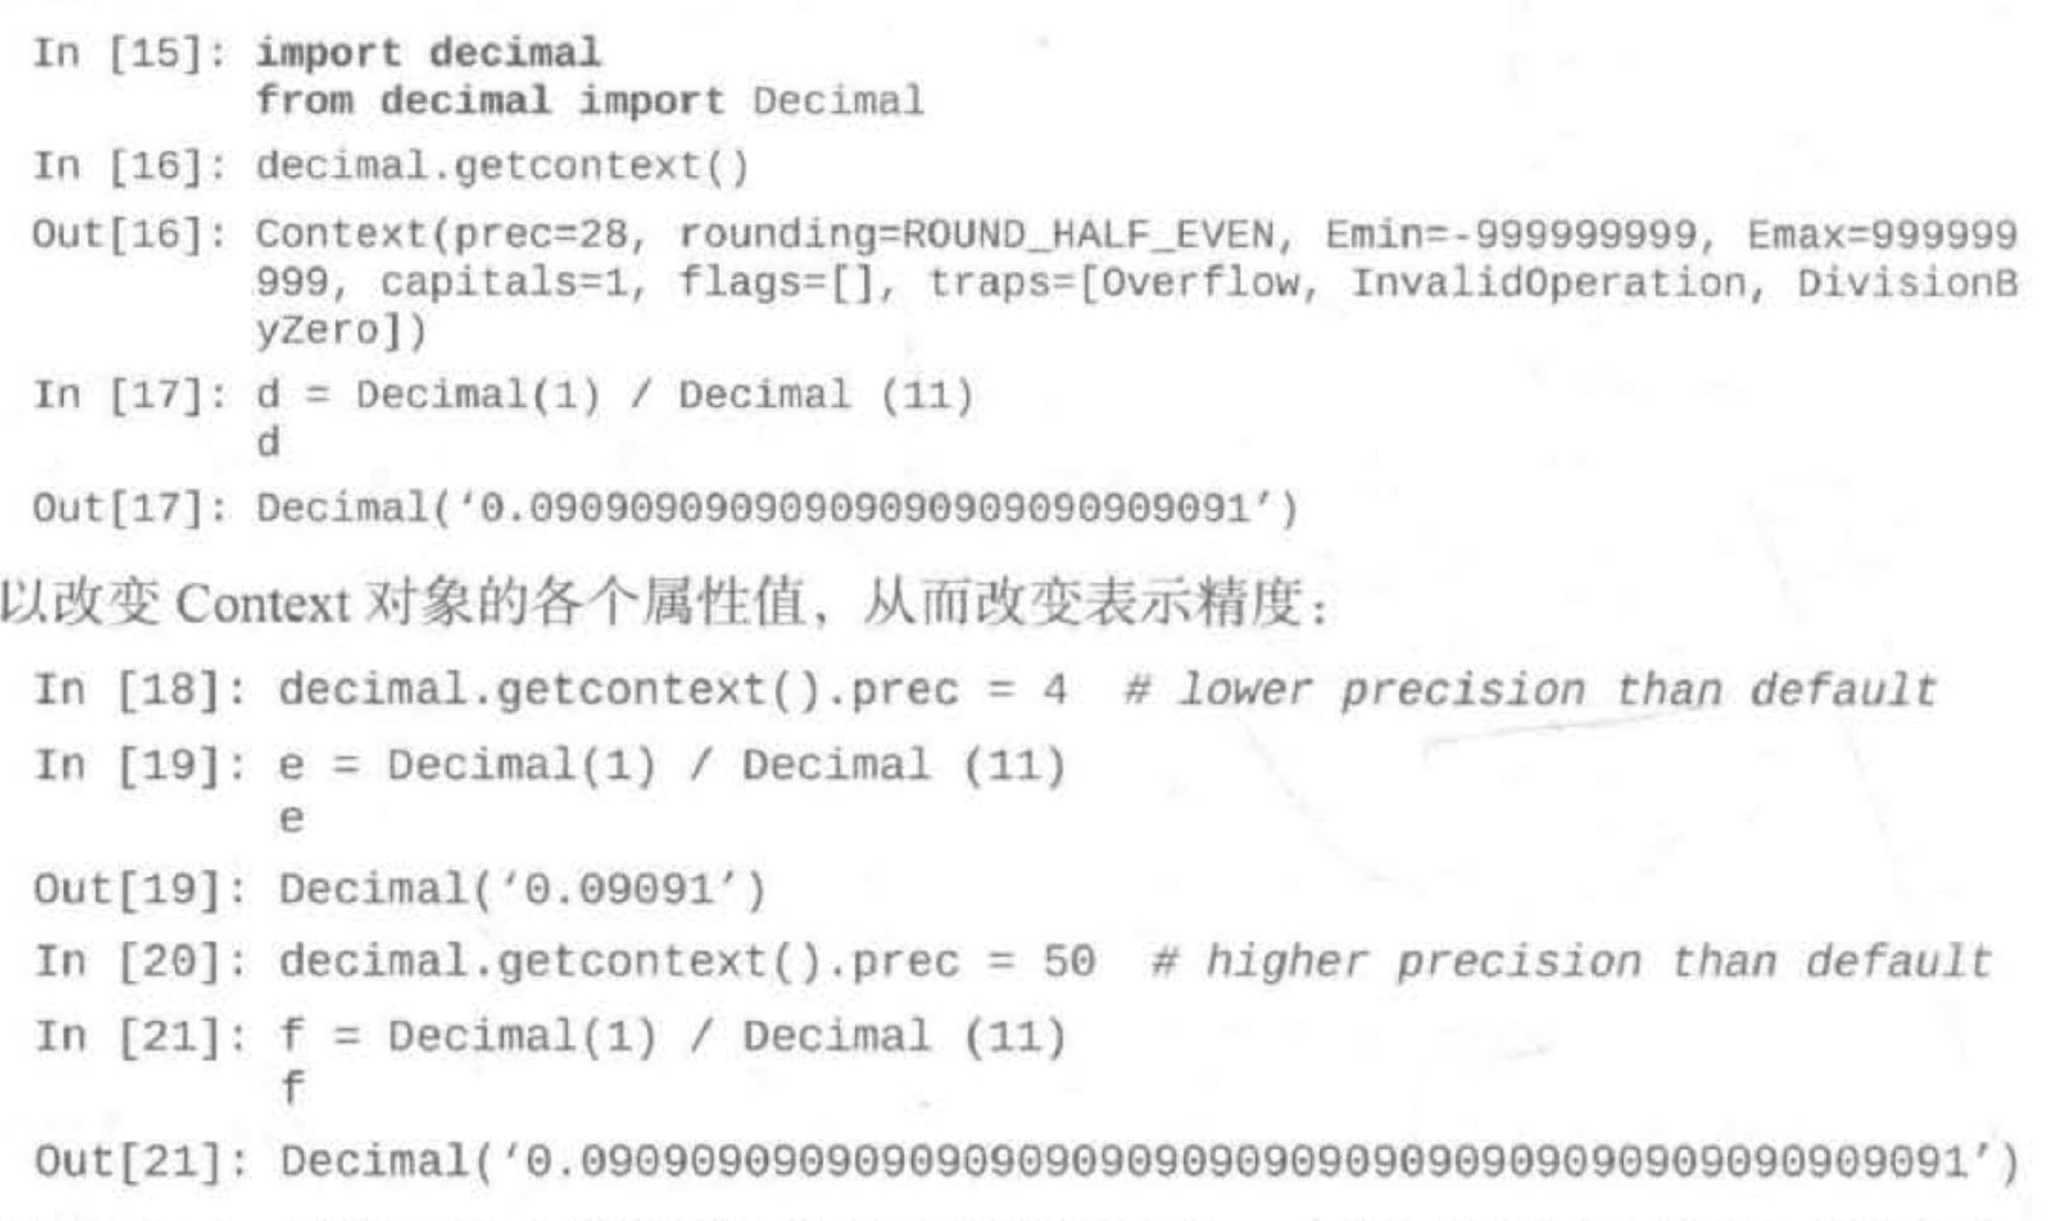 In [15]: import decimal
from decimal import Decimal
In [16]: decimal.getcontext()
Out[16]: Context(prec=28, rounding=ROUND_HALF_EVEN, Emin=-999999999, Emax=999999
999, capitals=1, flags=[], traps=[Overflow, InvalidOperation, DivisionB
yZero])
In [17]: d = Decimal(1) / Decimal (11)
d
Out[17]: Decimal(‘0.09090909090909090909090909091’)
以改变 Context 对象的各个属性值，从而改变表示精度：
In [18]: decimal.getcontext().prec = 4 # lower precision than default
In [19]: e = Decimal(1) / Decimal (11)
e
Out[19]: Decimal(‘0.09091’)
In [20]: decimal.getcontext().prec = 50 # higher precision than default
In [21]: f = Decimal(1) / Decimal (11)
f
Out[21]: Decimal(‘0.090909090909090909090909090909090909090909090909091’)